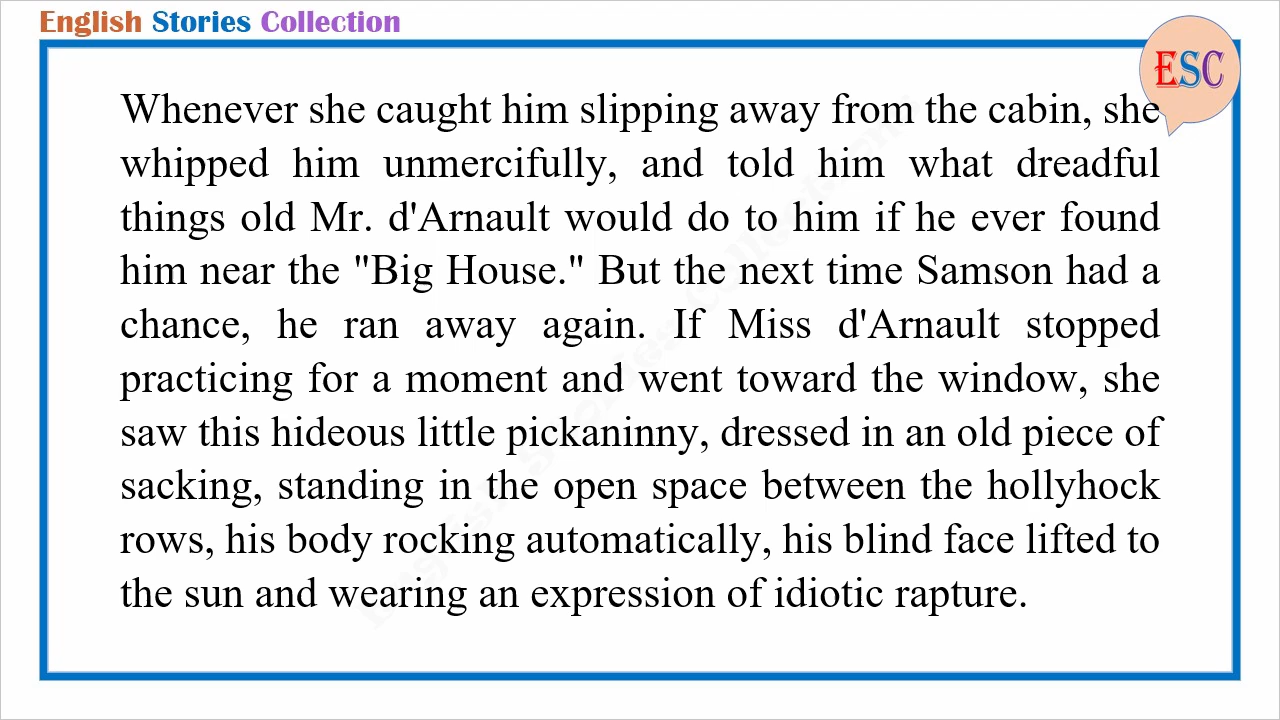 English Stories Collection
ESC
Whenever she caught him slipping away from the cabin, she
whipped him unmercifully, and told him what dreadful
things old Mr. d'Arnault would do to him if he ever found
him near the "Big House." But the next time Samson had a
chance, he ran away again. If Miss d'Arnault stopped
practicing for a moment and went toward the window, she
saw this hideous little pickaninny, dressed in an old piece of
sacking, standing in the open space between the hollyhock
rows, his body rocking automatically, his blind face lifted to
the sun and wearing an expression of idiotic rapture.
English Stories Collection